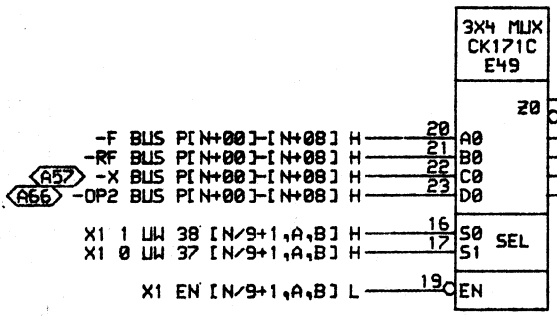 3X4 MUX
CK171C
E49
Z0
-F BUS P[N+00]-[N+08] H 20 A0
-RF BUS P[N+00]-[N+08] H 21 B0
A57 -X BUS P[N+00]-[N+08] H 22 C0
A66 -OP2 BUS P[N+00]-[N+08] H 23 D0
X1 1 UW 38 [N/9+1,A,B] H 16 S0 SEL
X1 0 UW 37 [N/9+1,A,B] H 17 S1
X1 EN [N/9+1,A,B] L 19 EN